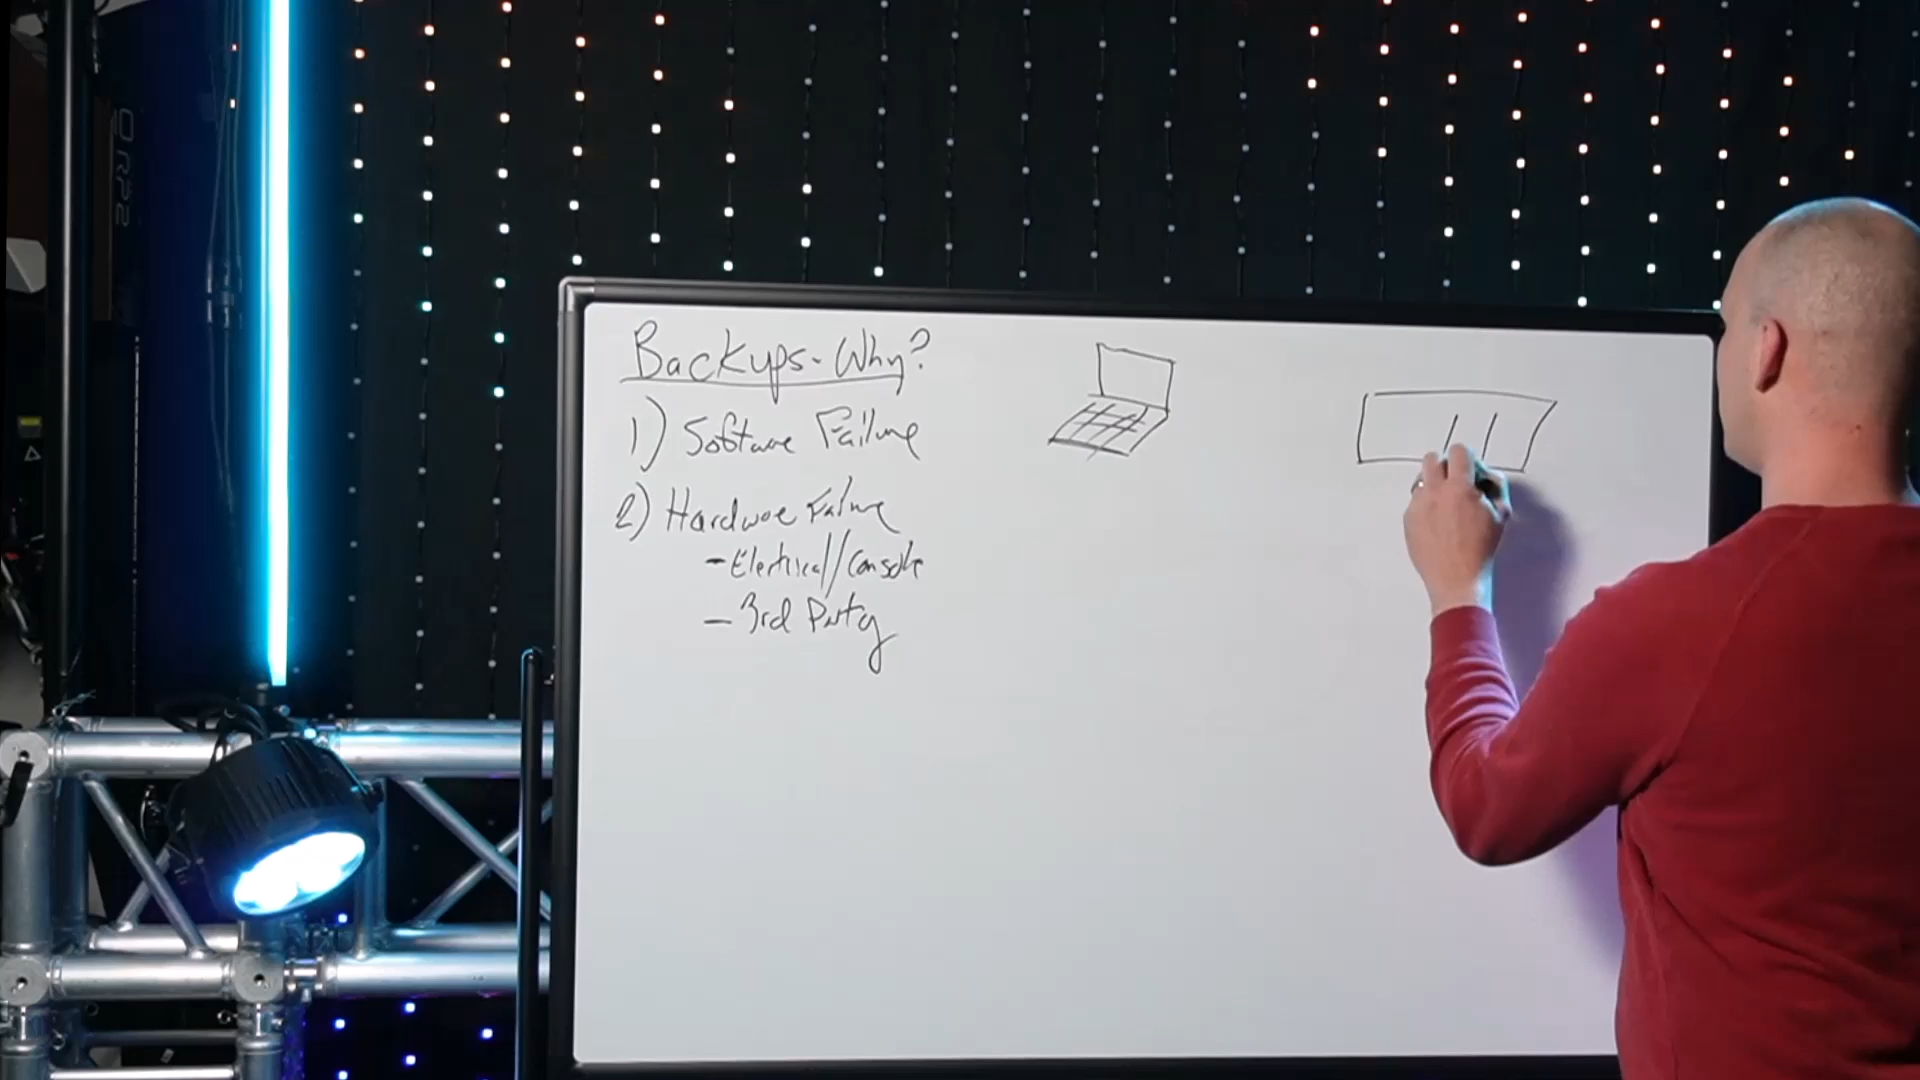 Backups - Why?
1) Software Failure
2) Hardware Failure
- Electrical/Console
- 3rd Party